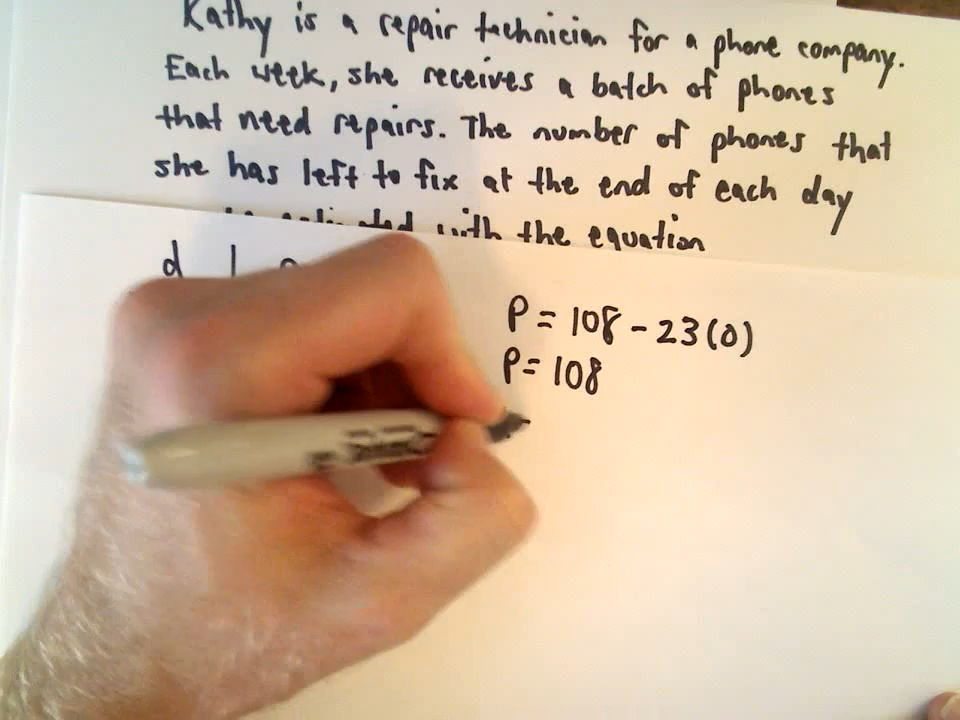 Kathy is a repair technician for a phone company.
Each week, she receives a batch of phones
that need repairs. The number of phones that
she has left to fix at the end of each day
with the equation
d
P = 108 - 23(0)
P = 108